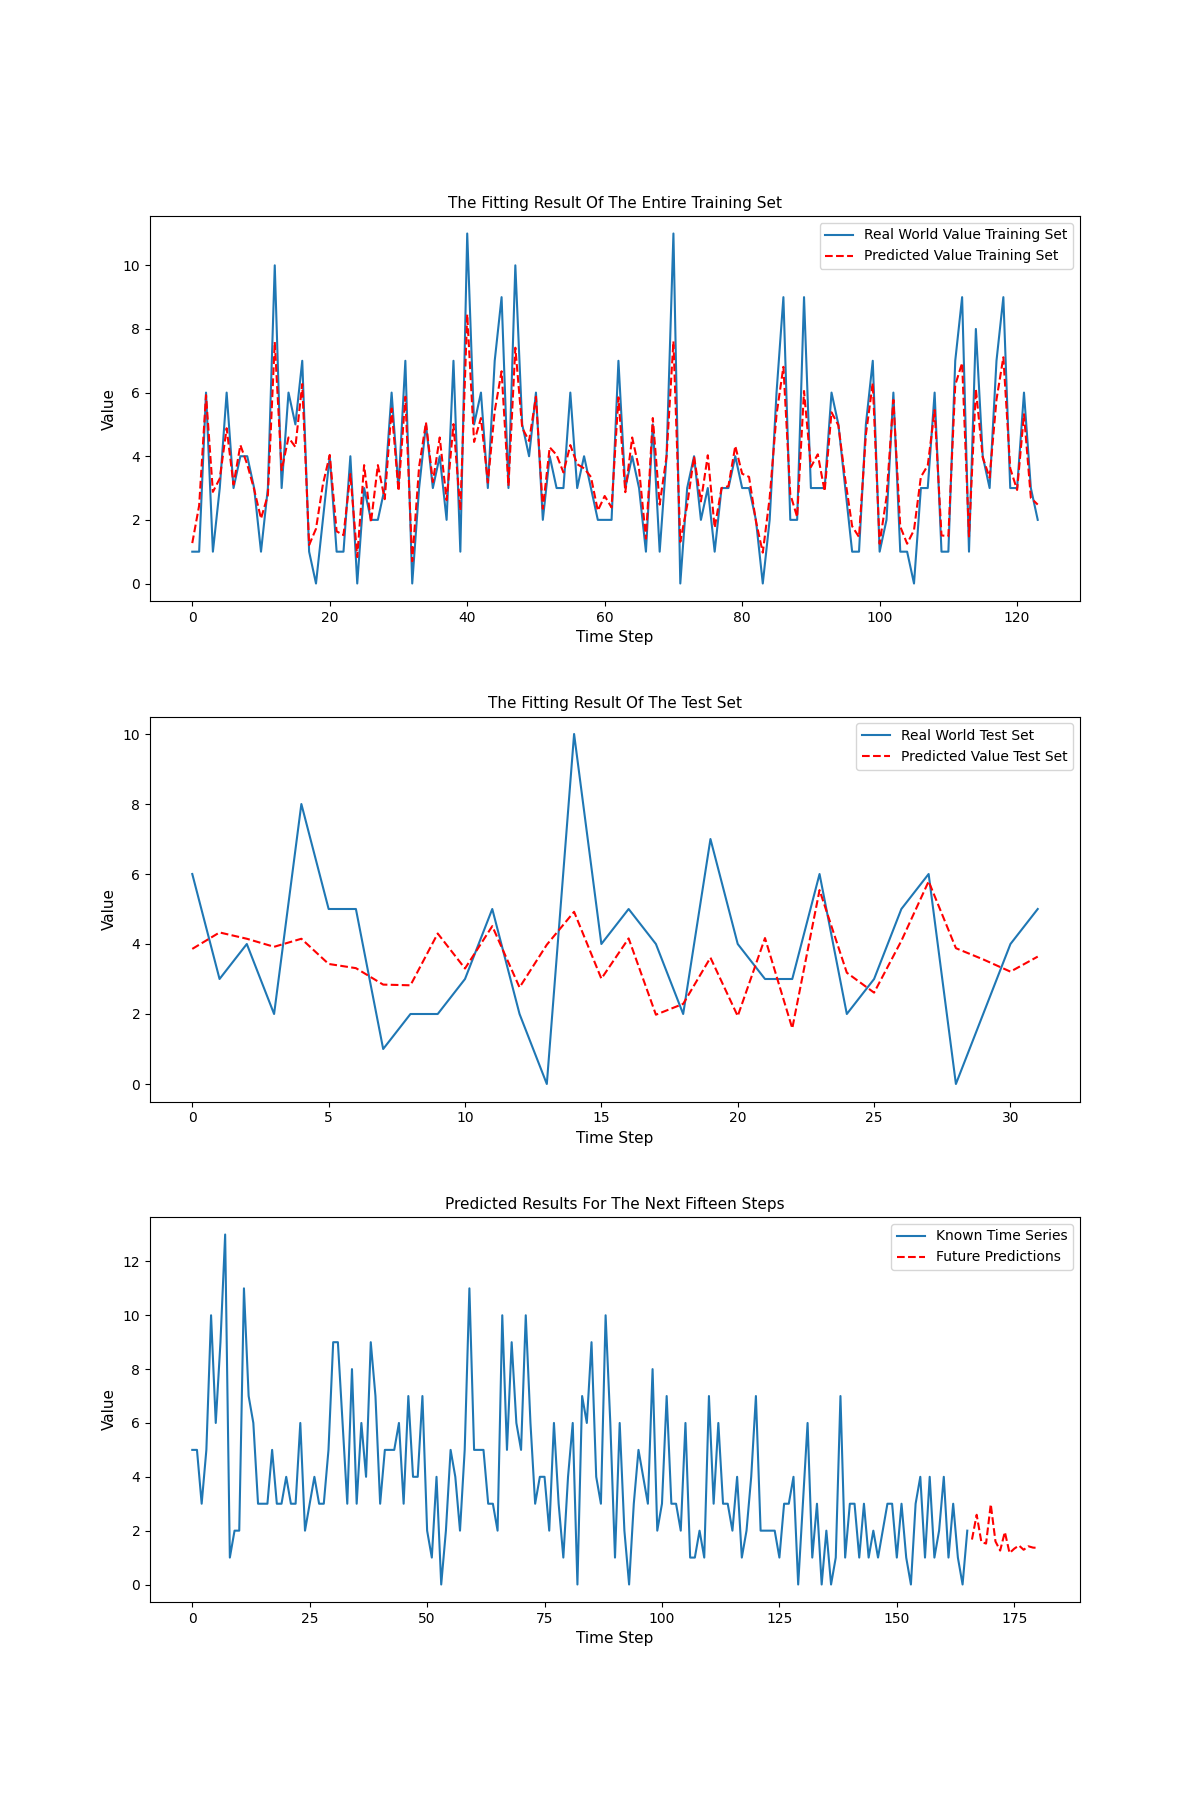 The Fitting Result Of The Entire Training Set
Real World Value Training Set
Predicted Value Training Set
Value
10
8
6
4
2
0
0 20 40 60 80 100 120
Time Step
The Fitting Result Of The Test Set
Real World Test Set
Predicted Value Test Set
Value
10
8
6
4
2
0
0 5 10 15 20 25 30
Time Step
Predicted Results For The Next Fifteen Steps
Known Time Series
Future Predictions
Value
12
10
8
6
4
2
0
0 25 50 75 100 125 150 175
Time Step